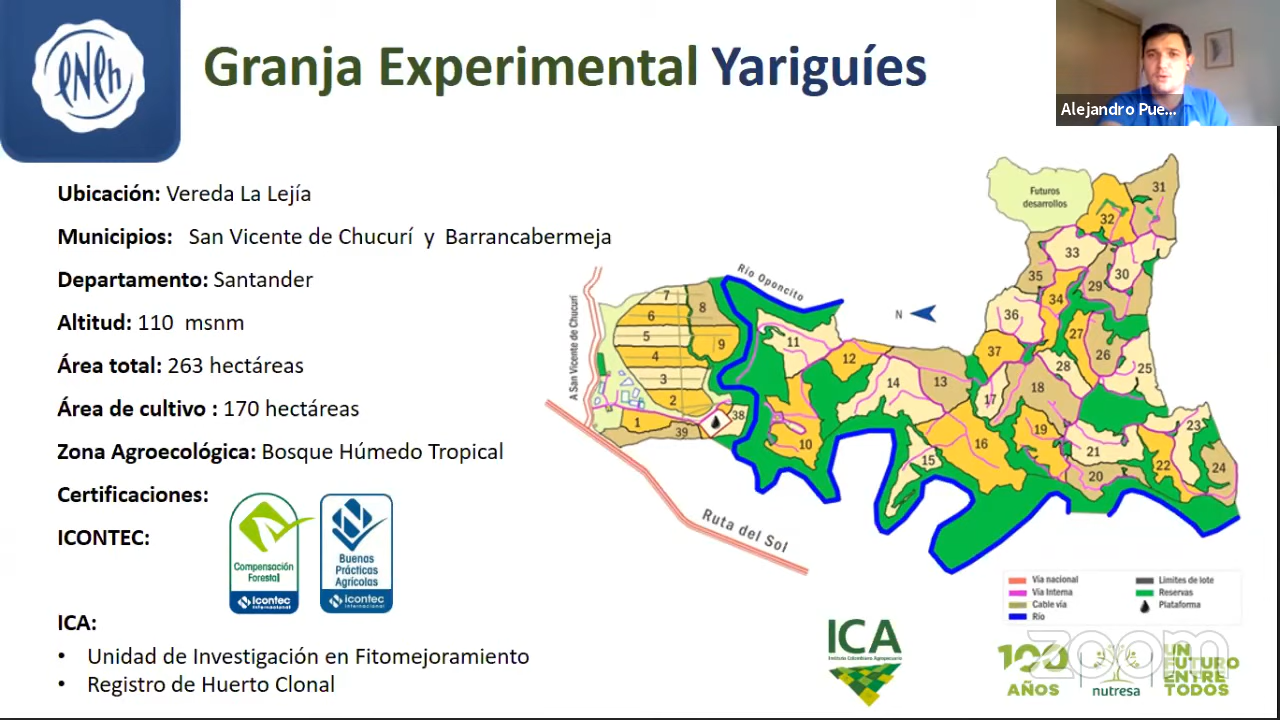 Granja Experimental Yariguíes
Alejandro Pue...
Ubicación: Vereda La Lejía
Municipios: San Vicente de Chucurí y Barrancabermeja
Departamento: Santander
Altitud: 110 msnm
Área total: 263 hectáreas
Área de cultivo : 170 hectáreas
Zona Agroecológica: Bosque Húmedo Tropical
Certificaciones:
ICONTEC:
Compensación
Forestal
icontec
internacional
Buenas
Prácticas
Agrícolas
icontec
internacional
ICA:
• Unidad de Investigación en Fitomejoramiento
• Registro de Huerto Clonal
Futuros
desarrollos
31
32
33
35
30
29
34
36
27
26
37
28
25
Río Oponcito
N
A San Vicente de Chucurí
7
8
6
5
9
4
3
2
1
39
38
11
12
14
13
17
18
10
16
15
19
21
20
23
22
24
Ruta del Sol
Vía nacional
Vía Interna
Cable vía
Río
Limites de lote
Reservas
Plataforma
ICA
Instituto Colombiano Agropecuario
100
AÑOS
nutresa
UN
FUTURO
ENTRE
TODOS
zoom